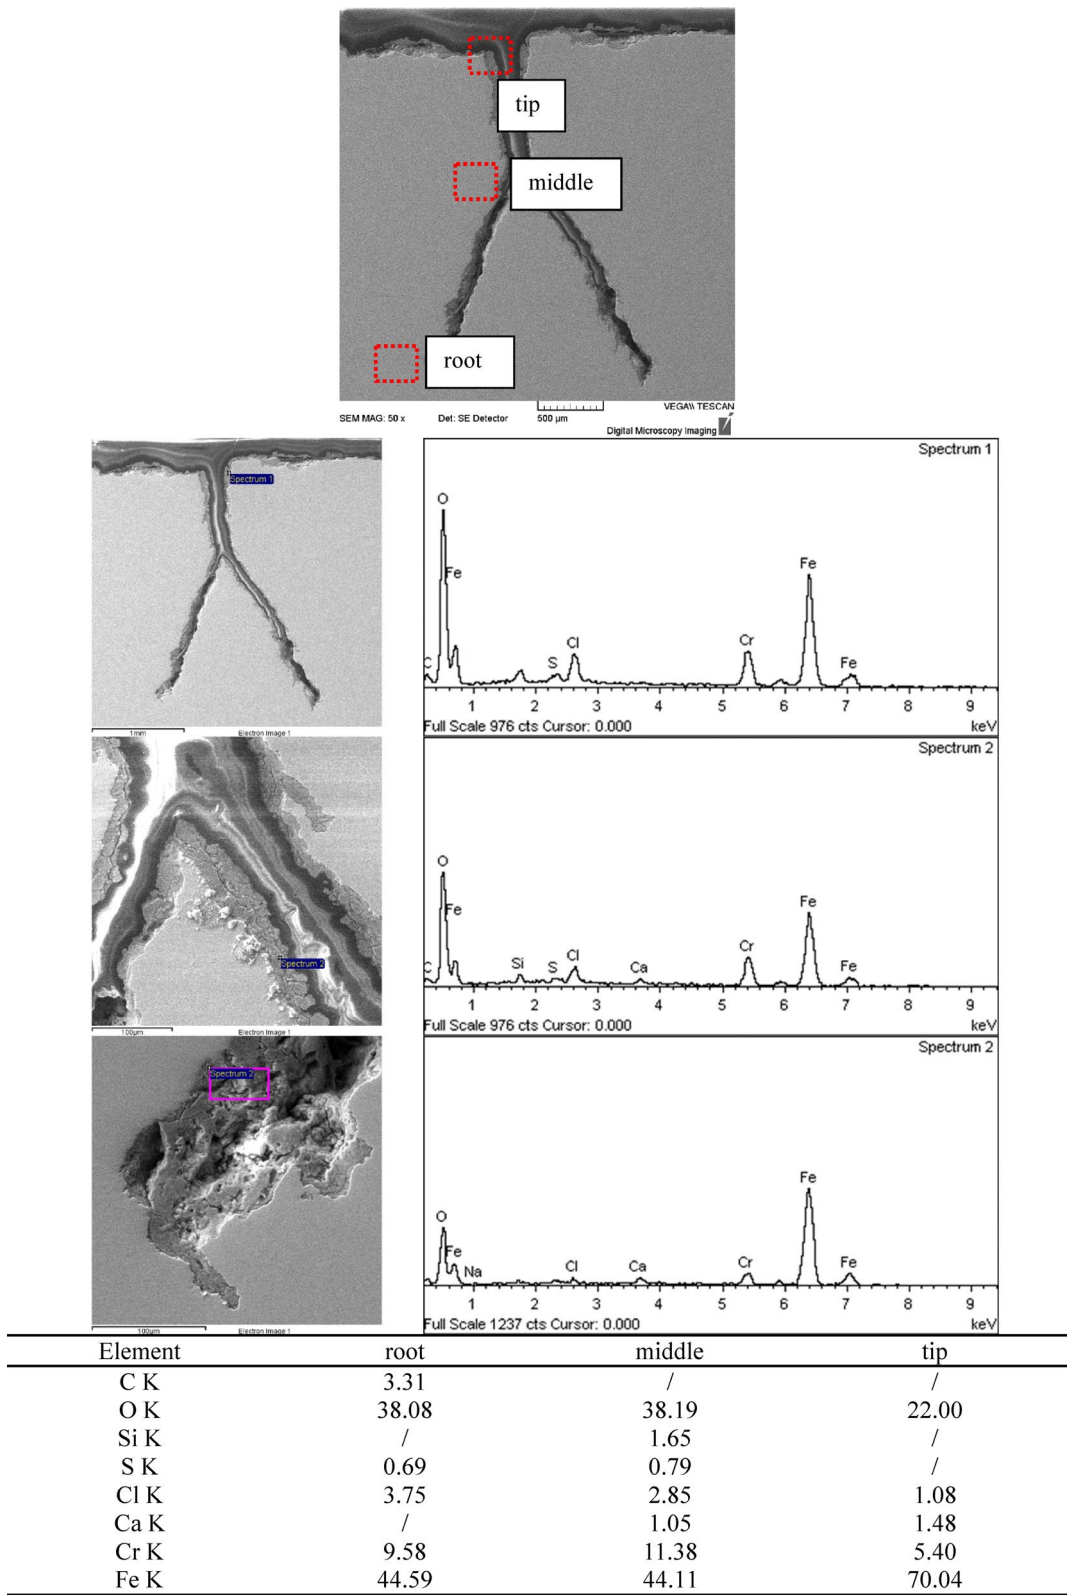 tip
middle
root
SEM MAG: 50 x Det: SE Detector 500 µm VEGA\\ TESCAN
Digital Microscopy Imaging
Spectrum 1
1mm Electron Image 1
Spectrum 1
O
Fe
Fe
Cl
Cr
C S Fe
1 2 3 4 5 6 7 8 9
Full Scale 976 cts Cursor: 0.000 keV
Spectrum 2
100µm Electron Image 1
Spectrum 2
O
Fe
Fe
C Si S Cl Ca Cr Fe
1 2 3 4 5 6 7 8 9
Full Scale 976 cts Cursor: 0.000 keV
Spectrum 2
100µm Electron Image 1
Spectrum 2
Fe
O
Fe Na Cl Ca Cr Fe
1 2 3 4 5 6 7 8 9
Full Scale 1237 cts Cursor: 0.000 keV
Element root middle tip
C K 3.31 / /
O K 38.08 38.19 22.00
Si K / 1.65 /
S K 0.69 0.79 /
Cl K 3.75 2.85 1.08
Ca K / 1.05 1.48
Cr K 9.58 11.38 5.40
Fe K 44.59 44.11 70.04